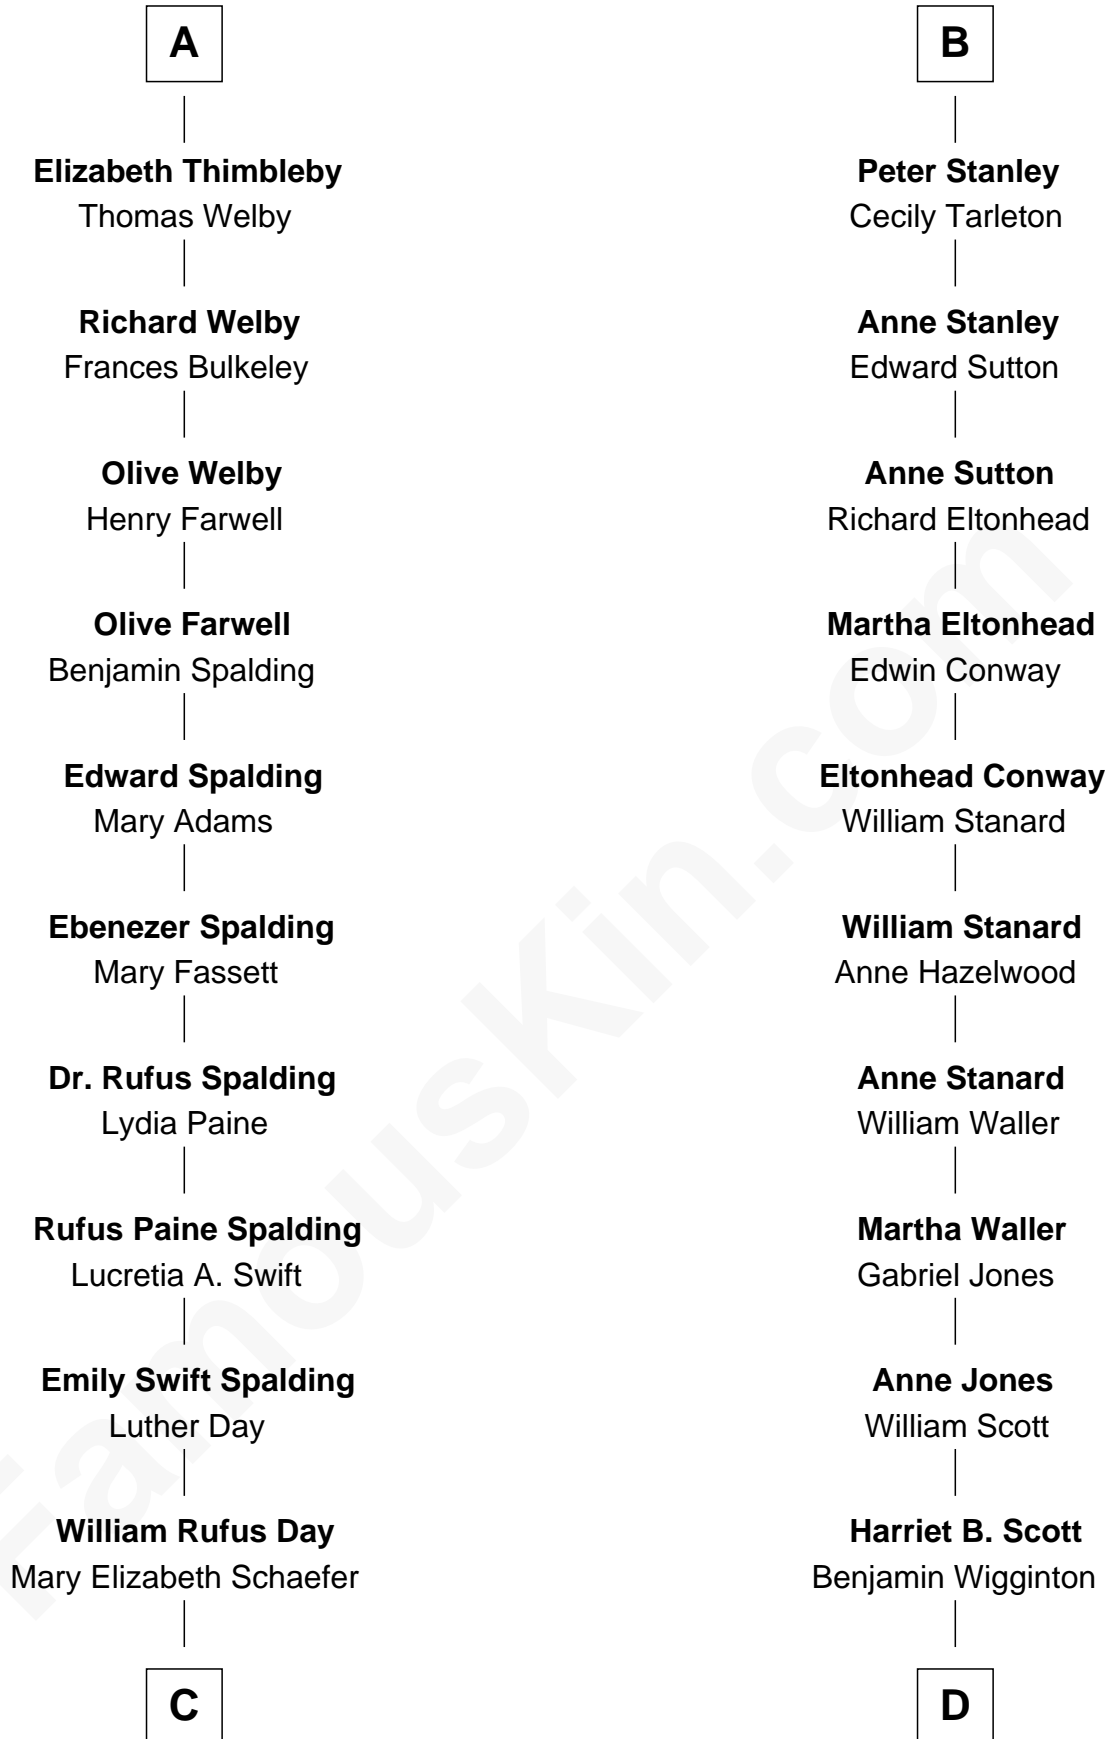 A
Elizabeth Thimbleby
Thomas Welby
Richard Welby
Frances Bulkeley
Olive Welby
Henry Farwell
Olive Farwell
Benjamin Spalding
Edward Spalding
Mary Adams
Ebenezer Spalding
Mary Fassett
Dr. Rufus Spalding
Lydia Paine
Rufus Paine Spalding
Lucretia A. Swift
Emily Swift Spalding
Luther Day
William Rufus Day
Mary Elizabeth Schaefer
C
B
Peter Stanley
Cecily Tarleton
Anne Stanley
Edward Sutton
Anne Sutton
Richard Eltonhead
Martha Eltonhead
Edwin Conway
Eltonhead Conway
William Stanard
William Stanard
Anne Hazelwood
Anne Stanard
William Waller
Martha Waller
Gabriel Jones
Anne Jones
William Scott
Harriet B. Scott
Benjamin Wigginton
D
FamousKin.com